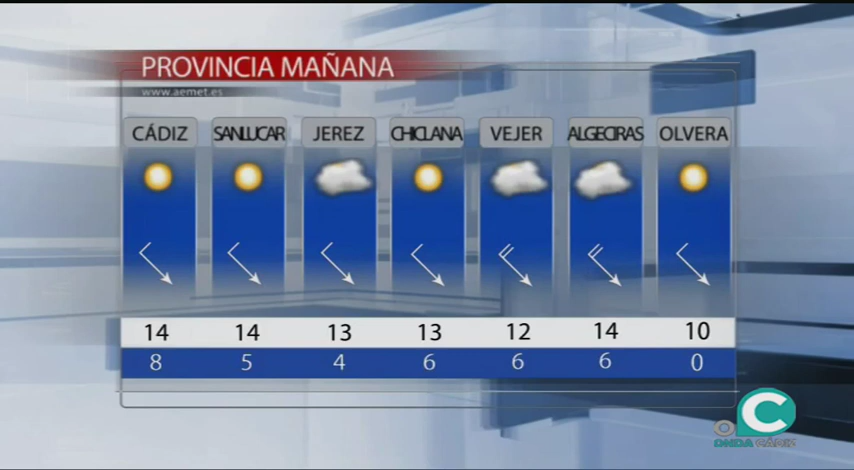 PROVINCIA MAÑANA
www.aemet.es
CÁDIZ SANLUCAR JEREZ CHICLANA VEJER ALGECIRAS OLVERA
14 14 13 13 12 14 10
8 5 4 6 6 6 0
C
ONDA CÁDIZ